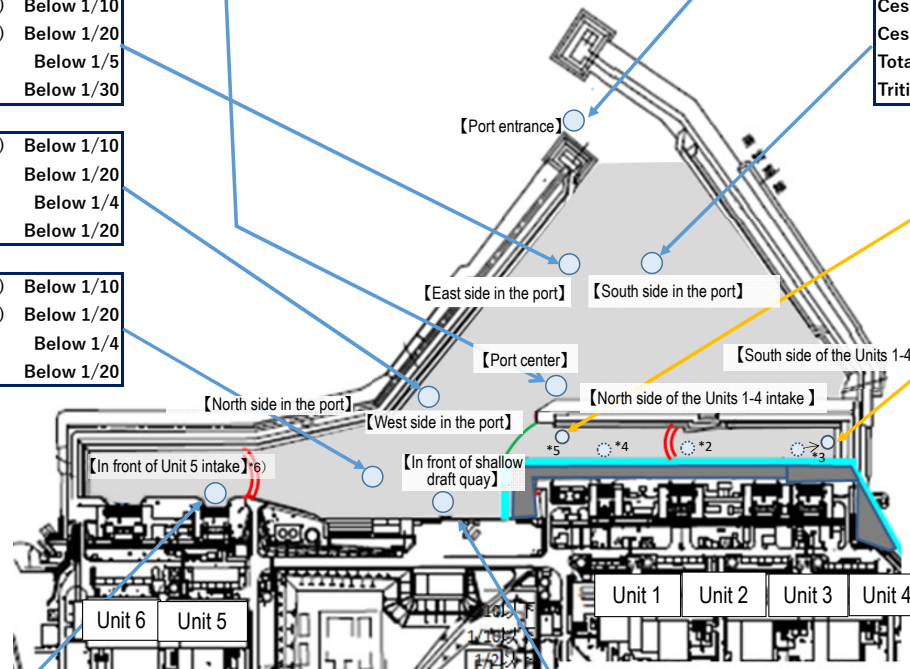 ) Below 1/10
) Below 1/20
Below 1/5
Below 1/30
) Below 1/10
Below 1/20
Below 1/4
Below 1/20
) Below 1/10
) Below 1/20
Below 1/4
Below 1/20
Ces
Ces
Tota
Triti
【Port entrance】
【East side in the port】
【South side in the port】
【Port center】
【South side of the Units 1-4
【North side in the port】
【West side in the port】
【North side of the Units 1-4 intake 】
【In front of Unit 5 intake】*6)
【In front of shallow
draft quay】
*5
*4
*2
*3
Unit 6
Unit 5
Unit 1
Unit 2
Unit 3
Unit 4